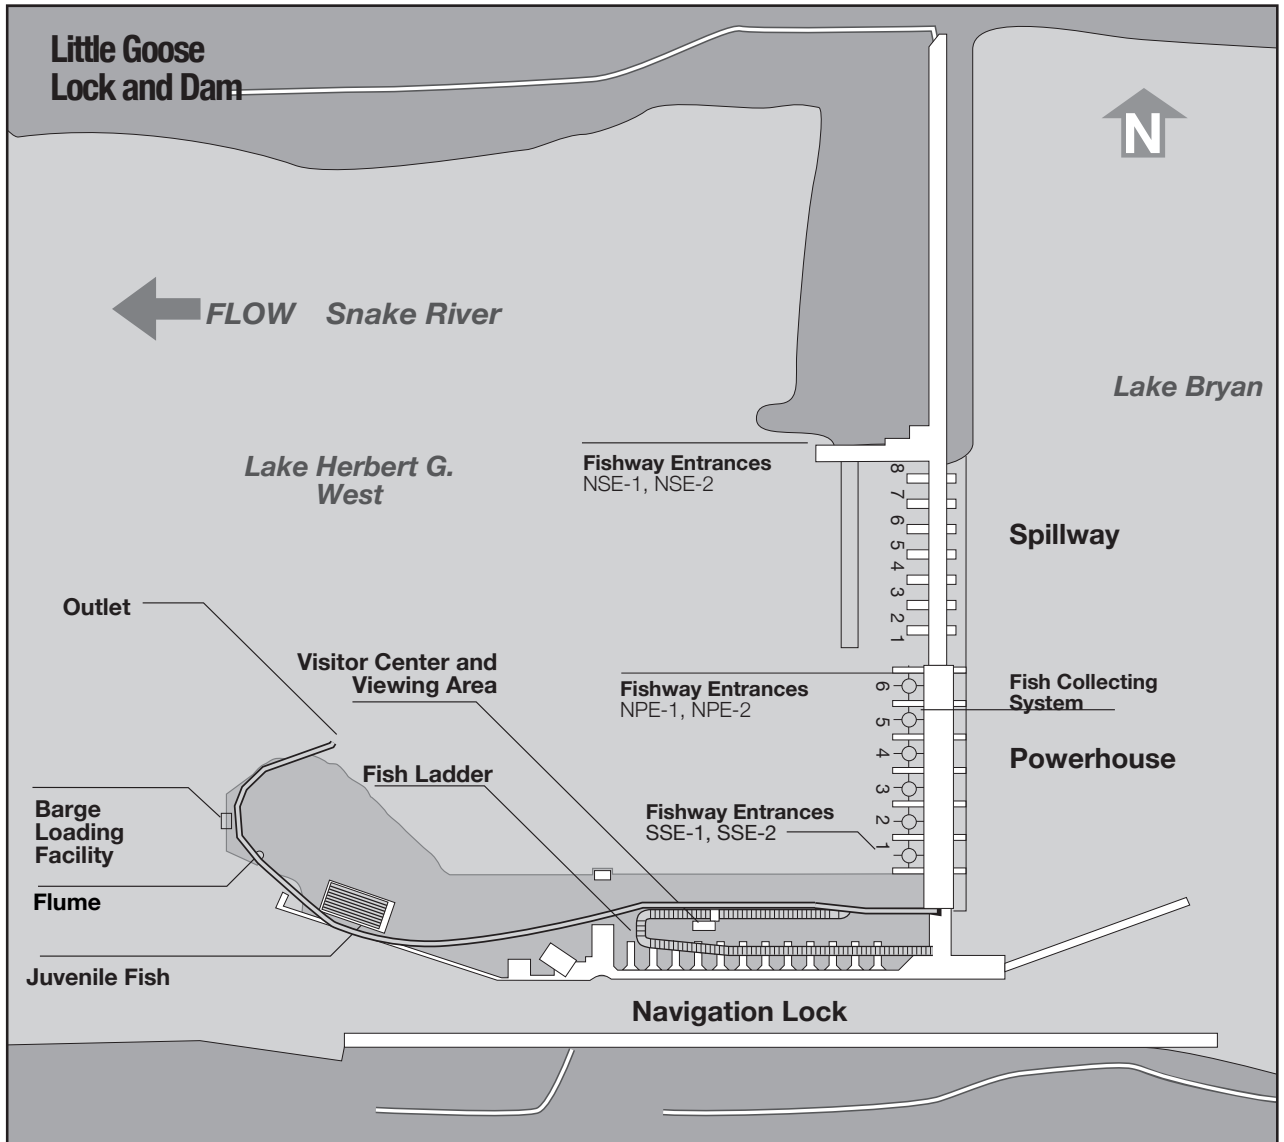 Little Goose
Lock and Dam
N
FLOW Snake River
Lake Bryan
Lake Herbert G.
West
Fishway Entrances
NSE-1, NSE-2
8
7
6
5
4
3
2
1
Spillway
Outlet
Visitor Center and
Viewing Area
Fishway Entrances
NPE-1, NPE-2
6
5
4
3
2
1
Fish Collecting
System
Powerhouse
Fish Ladder
Fishway Entrances
SSE-1, SSE-2
Barge
Loading
Facility
Flume
Juvenile Fish
Navigation Lock